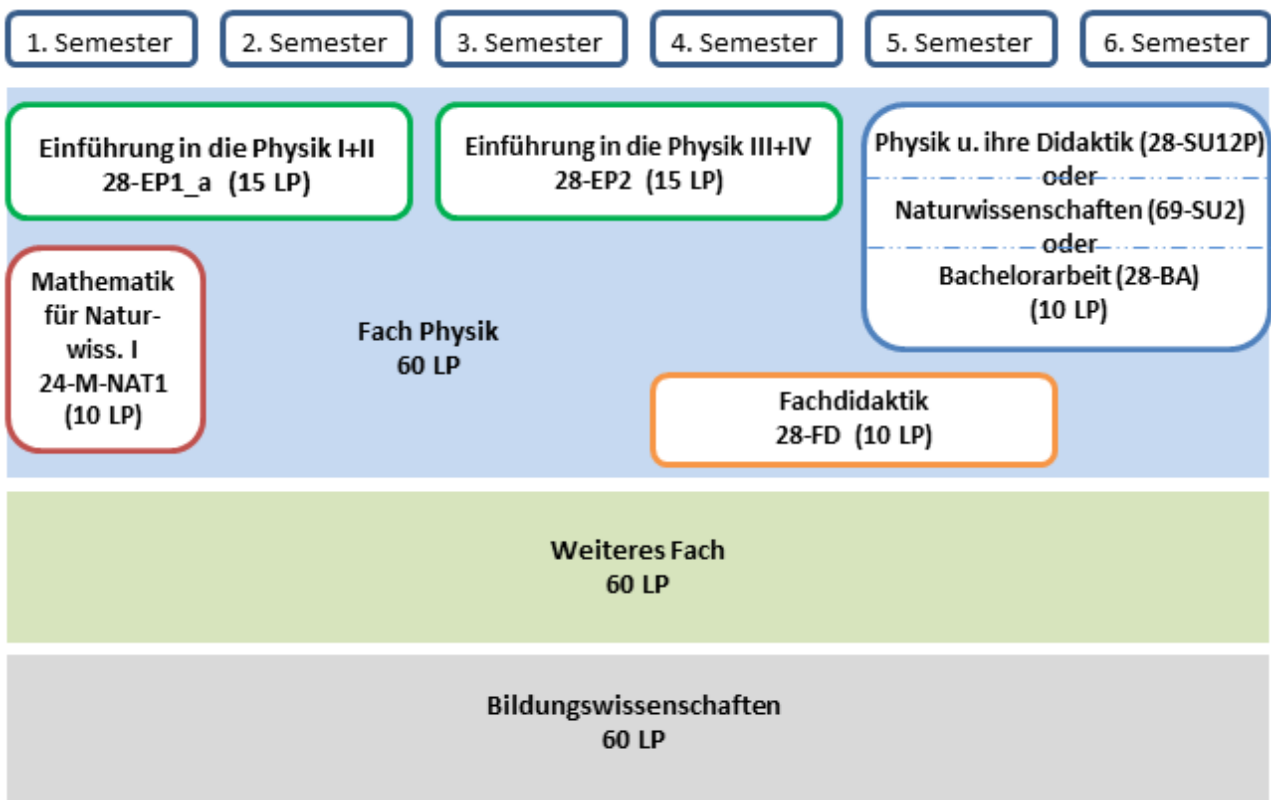 1. Semester
2. Semester
3. Semester
4. Semester
5. Semester
6. Semester
Einführung in die Physik I+II
28-EP1_a (15 LP)
Einführung in die Physik III+IV
28-EP2 (15 LP)
Physik u. ihre Didaktik (28-SU12P)
oder
Naturwissenschaften (69-SU2)
oder
Bachelorarbeit (28-BA)
(10 LP)
Mathematik
für Natur-
wiss. I
24-M-NAT1
(10 LP)
Fach Physik
60 LP
Fachdidaktik
28-FD (10 LP)
Weiteres Fach
60 LP
Bildungswissenschaften
60 LP